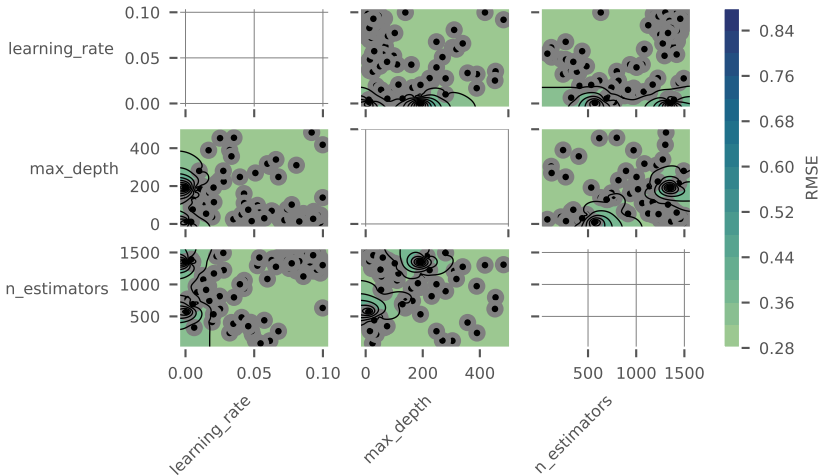 0.10
learning_rate
0.05
0.00
400
max_depth
200
0
1500
n_estimators
1000
500
0.00 0.05 0.10
0 200 400
500 1000 1500
learning_rate
max_depth
n_estimators
0.84
0.76
0.68
0.60
0.52
0.44
0.36
0.28
RMSE